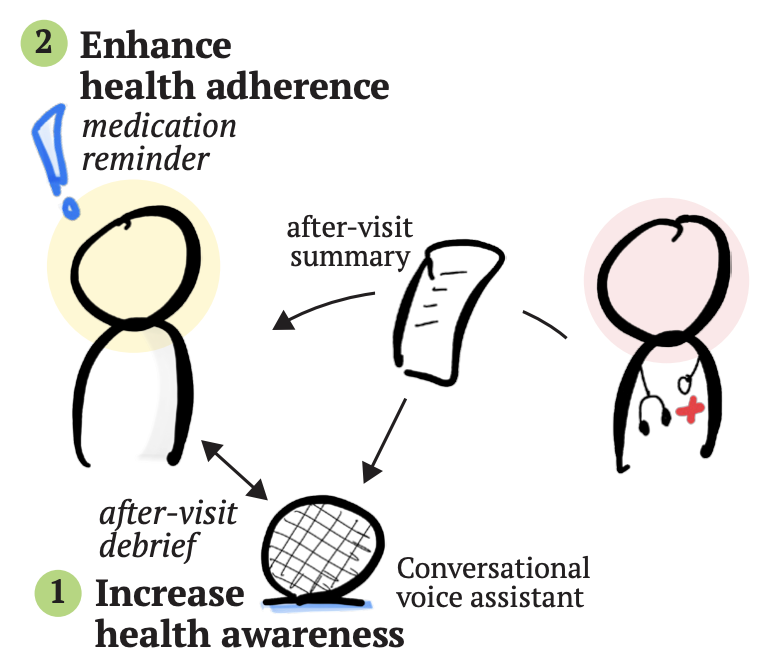 2 Enhance
health adherence
medication
reminder
after-visit
summary
after-visit
debrief
1 Increase
health awareness
Conversational
voice assistant